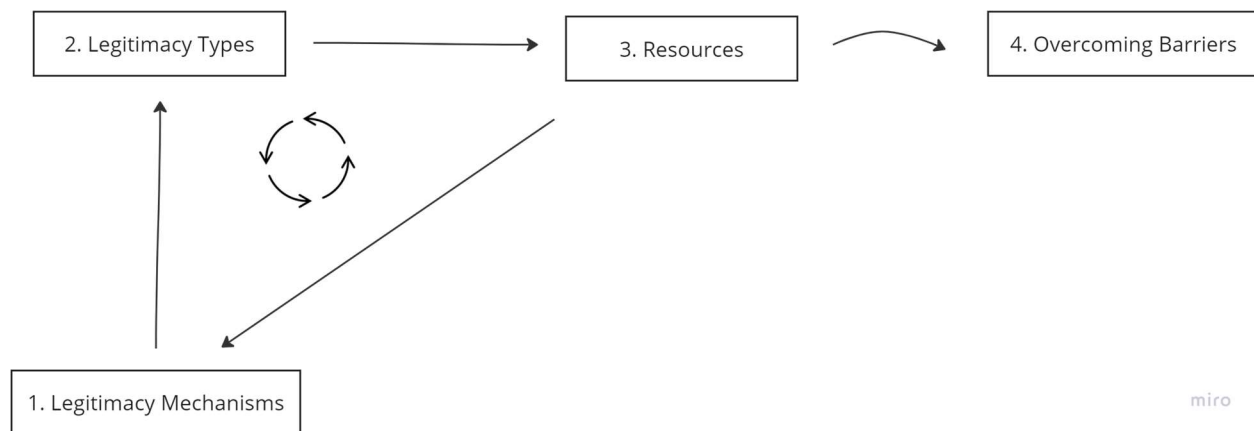 2. Legitimacy Types
3. Resources
4. Overcoming Barriers
1. Legitimacy Mechanisms
miro